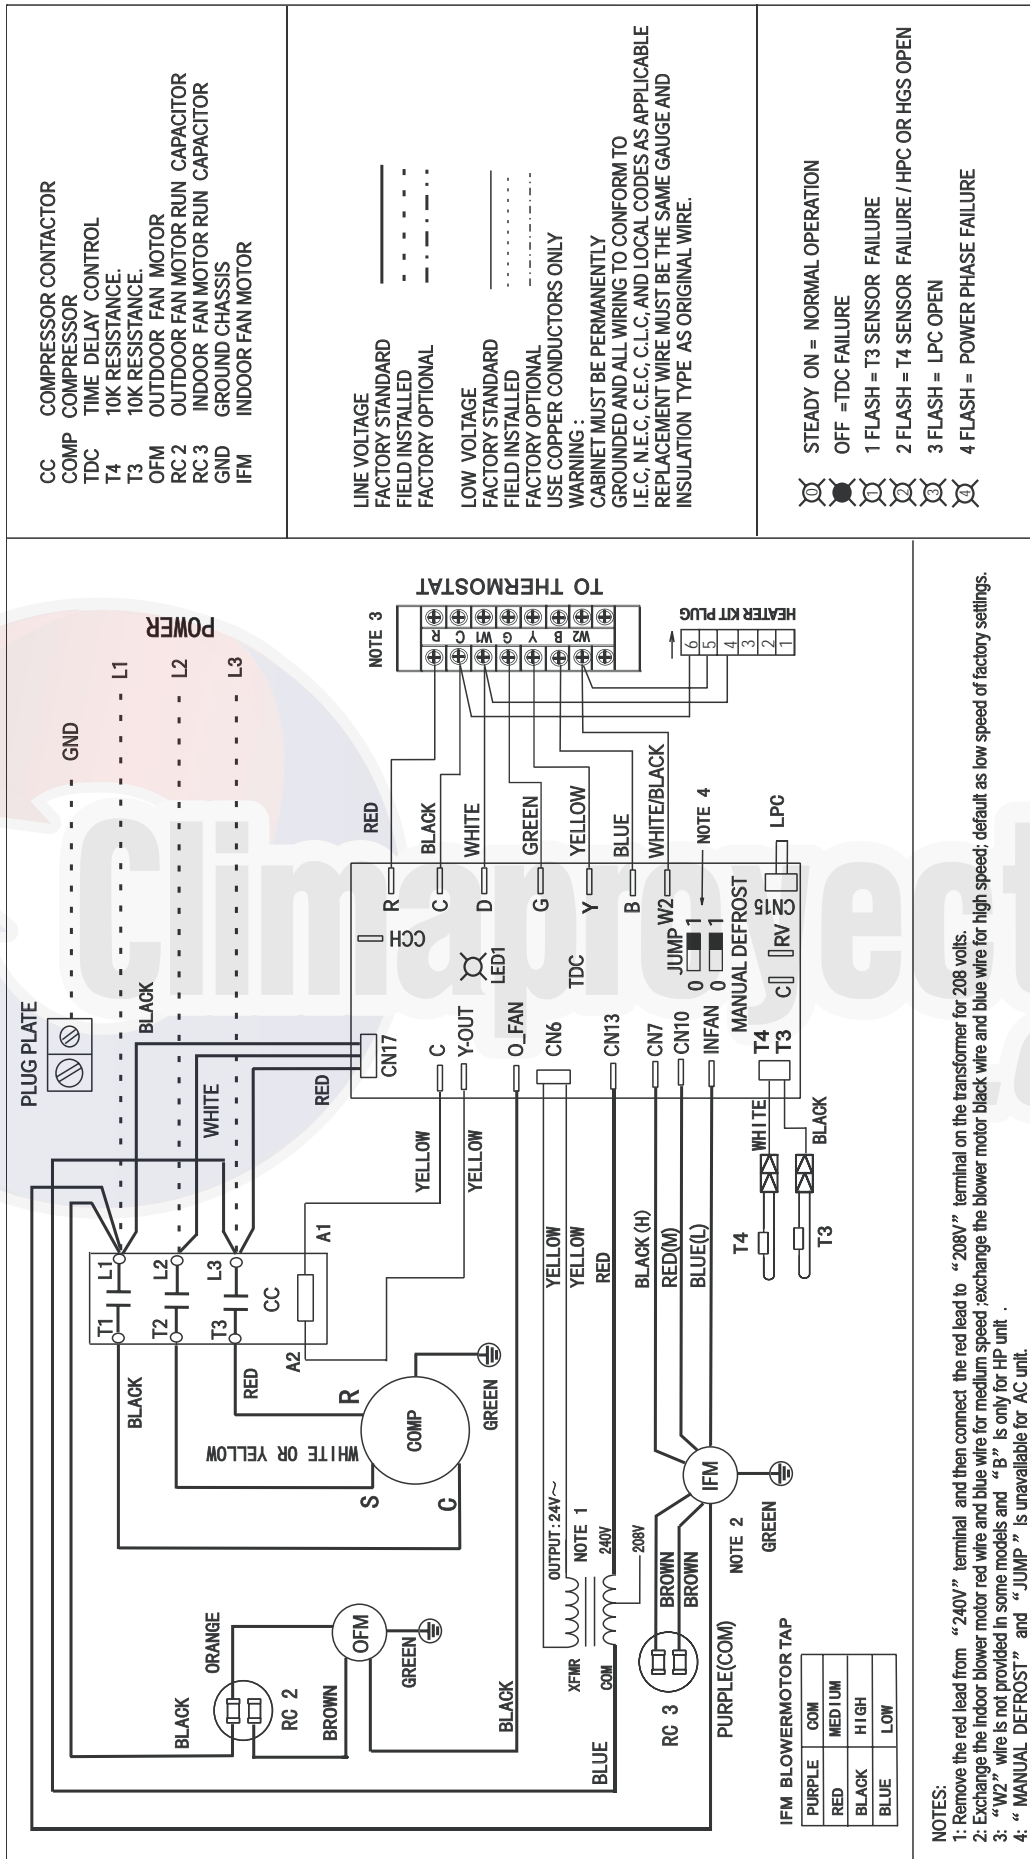 CC COMPRESSOR CONTACTOR
COMP COMPRESSOR
TDC TIME DELAY CONTROL
T4 10K RESISTANCE.
T3 10K RESISTANCE.
OFM OUTDOOR FAN MOTOR
RC 2 OUTDOOR FAN MOTOR RUN CAPACITOR
RC 3 INDOOR FAN MOTOR RUN CAPACITOR
GND GROUND CHASSIS
IFM INDOOR FAN MOTOR
LINE VOLTAGE
FACTORY STANDARD
FIELD INSTALLED
FACTORY OPTIONAL
LOW VOLTAGE
FACTORY STANDARD
FIELD INSTALLED
FACTORY OPTIONAL
USE COPPER CONDUCTORS ONLY
WARNING :
CABINET MUST BE PERMANENTLY
GROUNDED AND ALL WIRING TO CONFORM TO
I.E.C, N.E.C, C.E.C, C.L.C, AND LOCAL CODES AS APPLICABLE
REPLACEMENT WIRE MUST BE THE SAME GAUGE AND
INSULATION TYPE AS ORIGINAL WIRE.
0 STEADY ON = NORMAL OPERATION
OFF =TDC FAILURE
1 1 FLASH = T3 SENSOR FAILURE
2 2 FLASH = T4 SENSOR FAILURE / HPC OR HGS OPEN
3 3 FLASH = LPC OPEN
4 4 FLASH = POWER PHASE FAILURE
PLUG PLATE
GND
POWER
L1
L2
L3
BLACK
WHITE
RED
L1
L2
L3
T1
T2
T3
CC
A1
A2
BLACK
RED
WHITE OR YELLOW
R
S
C
COMP
GREEN
ORANGE
BLACK
RC 2
BROWN
OFM
GREEN
BLACK
BLUE
YELLOW
YELLOW
CN17
CCH
C
Y-OUT
O_FAN
CN6
CN13
CN7
CN10
INFAN
LED1
TDC
JUMP
0 1
0 1
MANUAL DEFROST
NOTE 4
R
C
D
G
Y
B
W2
RED
BLACK
WHITE
GREEN
YELLOW
BLUE
WHITE/BLACK
NOTE 3
R
C
W1
G
Y
B
W2
TO THERMOSTAT
HEATER KIT PLUG
6
5
4
3
2
1
LPC
CN15
RV
C
T4
T3
WHITE
BLACK
T4
T3
YELLOW
YELLOW
RED
BLACK(H)
RED(M)
BLUE(L)
OUTPUT:24V～
NOTE 1
240V
208V
XFMR
COM
IFM
NOTE 2
GREEN
BROWN
BROWN
RC 3
PURPLE(COM)
IFM BLOWERMOTOR TAP
PURPLE COM
RED MEDIUM
BLACK HIGH
BLUE LOW
NOTES:
1: Remove the red lead from “240V” terminal and then connect the red lead to “208V” terminal on the transformer for 208 volts.
2: Exchange the indoor blower motor red wire and blue wire for medium speed ;exchange the blower motor black wire and blue wire for high speed; default as low speed of factory settings.
3: “W2” wire is not provided in some models and “B” is only for HP unit .
4: “ MANUAL DEFROST” and “JUMP ” is unavailable for AC unit.
Climaproyect